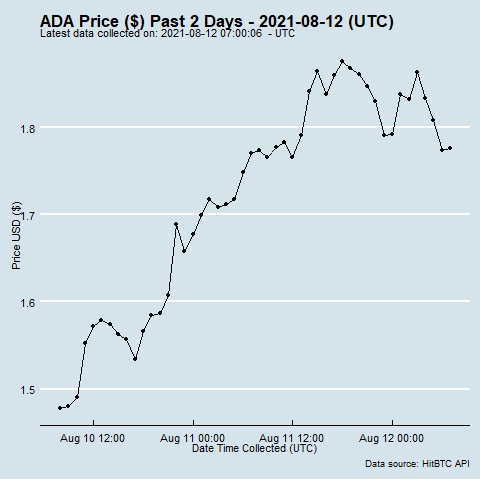 ADA Price ($) Past 2 Days - 2021-08-12 (UTC)
Latest data collected on: 2021-08-12 07:00:06  - UTC
Price USD ($)
1.8
1.7
1.6
1.5
Aug 10 12:00
Aug 11 00:00
Aug 11 12:00
Aug 12 00:00
Date Time Collected (UTC)
Data source: HitBTC API